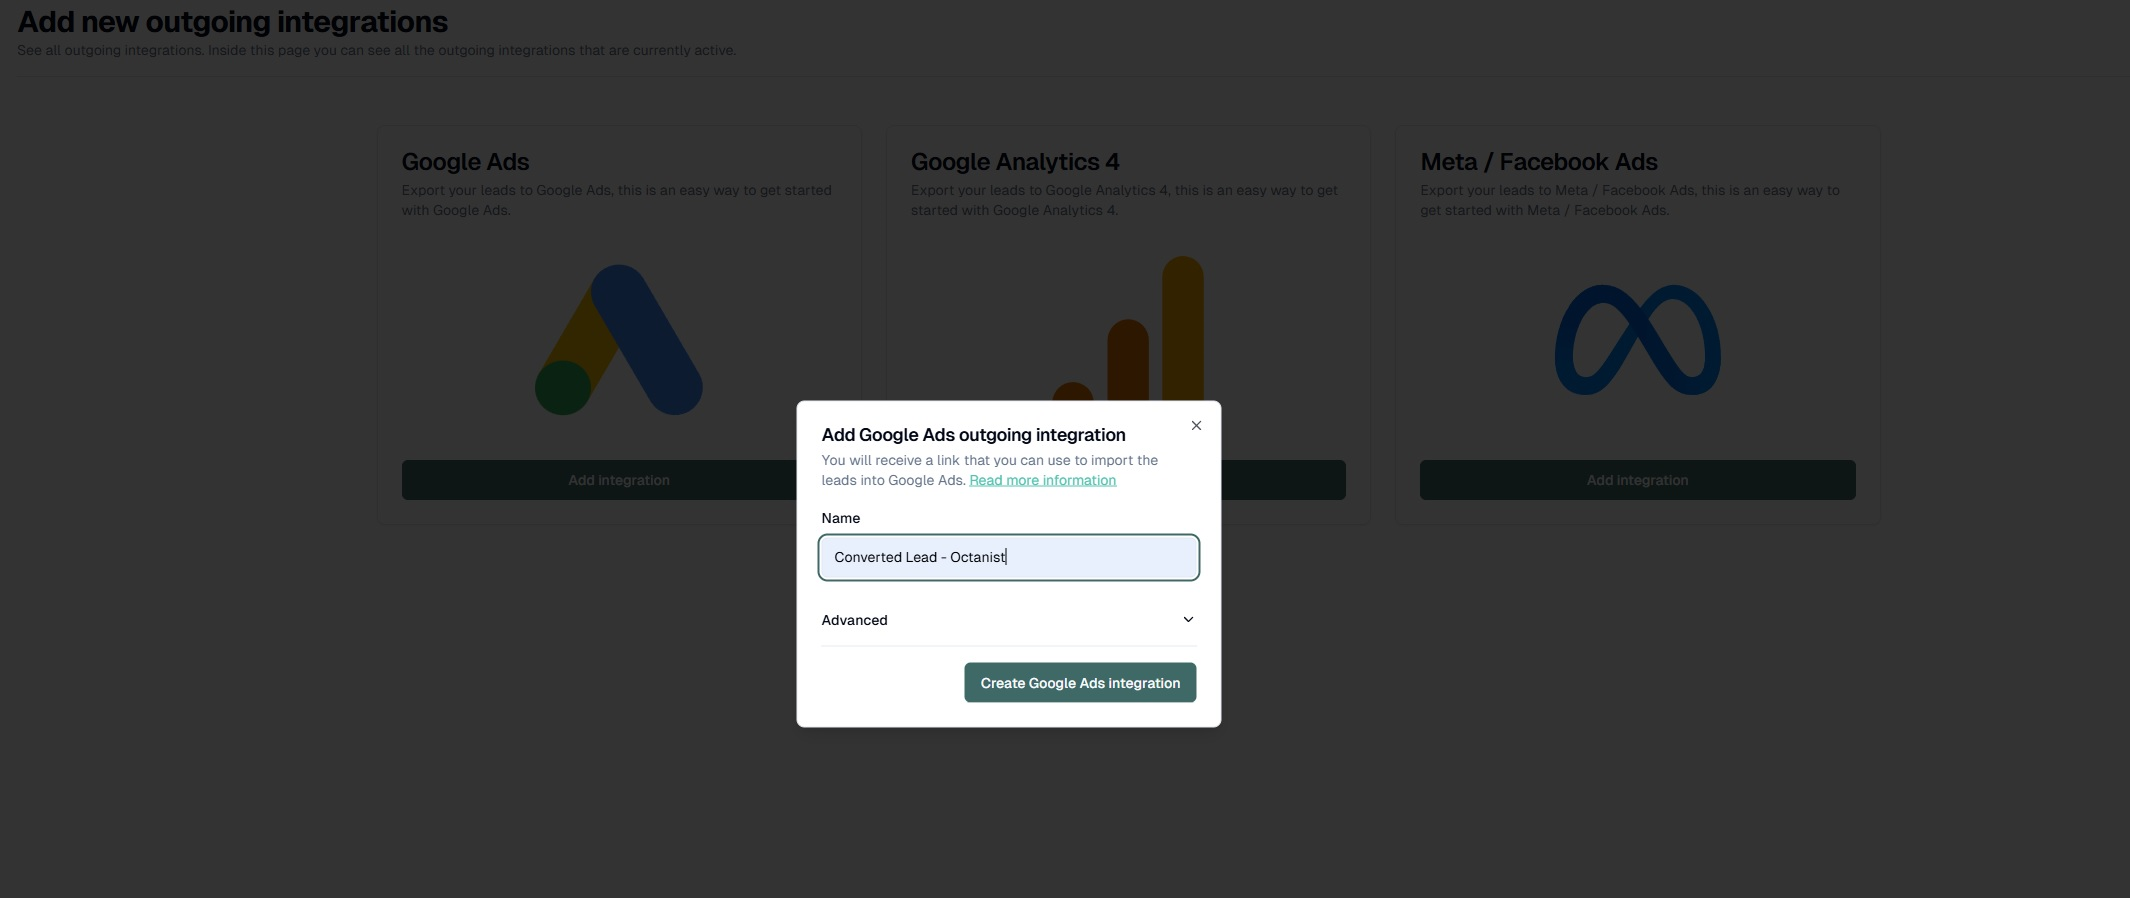 Add new outgoing integrations
See all outgoing integrations. Inside this page you can see all the outgoing integrations that are currently active.
Google Ads
Export your leads to Google Ads, this is an easy way to get started
with Google Ads.
Add integration
Google Analytics 4
Export your leads to Google Analytics 4, this is an easy way to get
started with Google Analytics 4.
Meta / Facebook Ads
Export your leads to Meta / Facebook Ads, this is an easy way to
get started with Meta / Facebook Ads.
Add integration
Add Google Ads outgoing integration
You will receive a link that you can use to import the
leads into Google Ads. Read more information
Name
Converted Lead - Octanist
Advanced
Create Google Ads integration